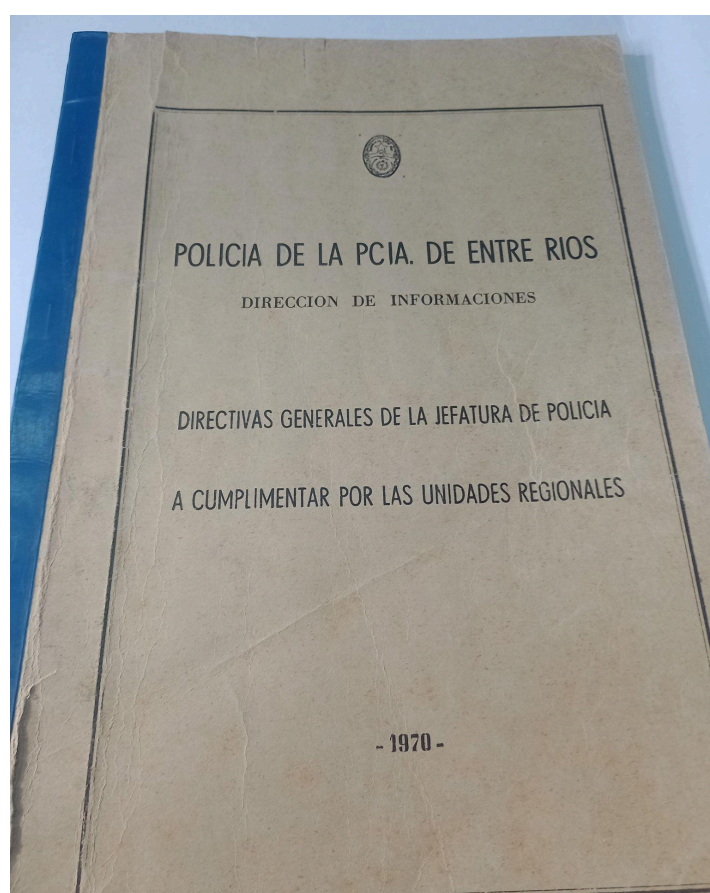 POLICIA DE LA PCIA. DE ENTRE RIOS
DIRECCION DE INFORMACIONES
DIRECTIVAS GENERALES DE LA JEFATURA DE POLICIA
A CUMPLIMENTAR POR LAS UNIDADES REGIONALES
- 1970 -